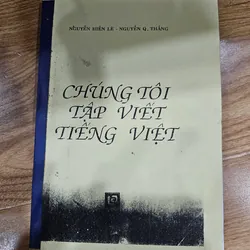 NGUYỄN HIẾN LÊ - NGUYỄN Q. THẮNG
CHÚNG TÔI
TẬP VIẾT
TIẾNG VIỆT